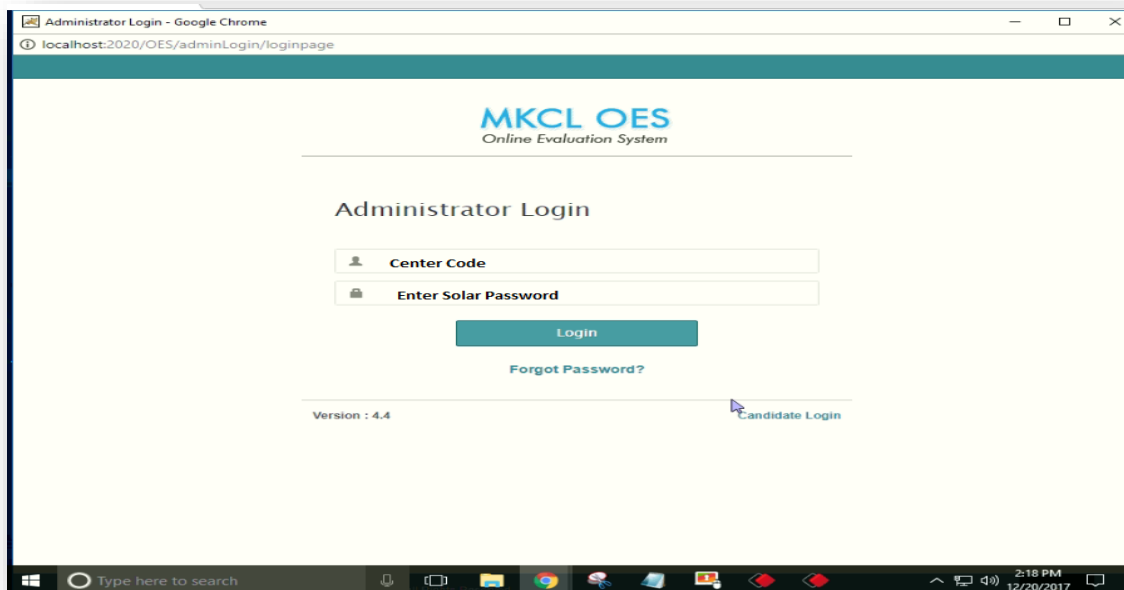 Administrator Login - Google Chrome
localhost:2020/OES/adminLogin/loginpage
MKCL OES
Online Evaluation System
Administrator Login
Center Code
Enter Solar Password
Login
Forgot Password?
Version : 4.4
Candidate Login
Type here to search
2:18 PM
12/20/2017